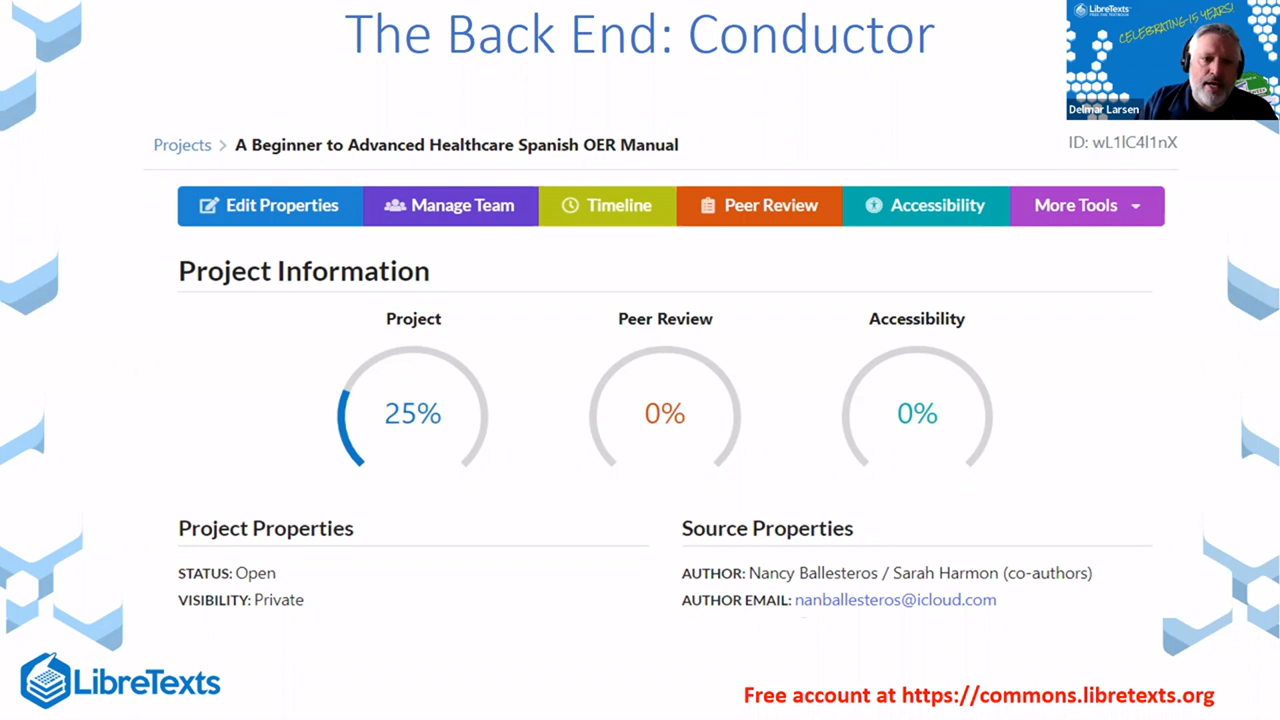 The Back End: Conductor
LibreTexts
FREE THE TEXTBOOK
CELEBRATING 15 YEARS!
Delmar Larsen
Projects > A Beginner to Advanced Healthcare Spanish OER Manual
ID: wL1lC4l1nX
Edit Properties Manage Team Timeline Peer Review Accessibility More Tools
Project Information
Project Peer Review Accessibility
25% 0% 0%
Project Properties
STATUS: Open
VISIBILITY: Private
Source Properties
AUTHOR: Nancy Ballesteros / Sarah Harmon (co-authors)
AUTHOR EMAIL: nanballesteros@icloud.com
LibreTexts
Free account at https://commons.libretexts.org